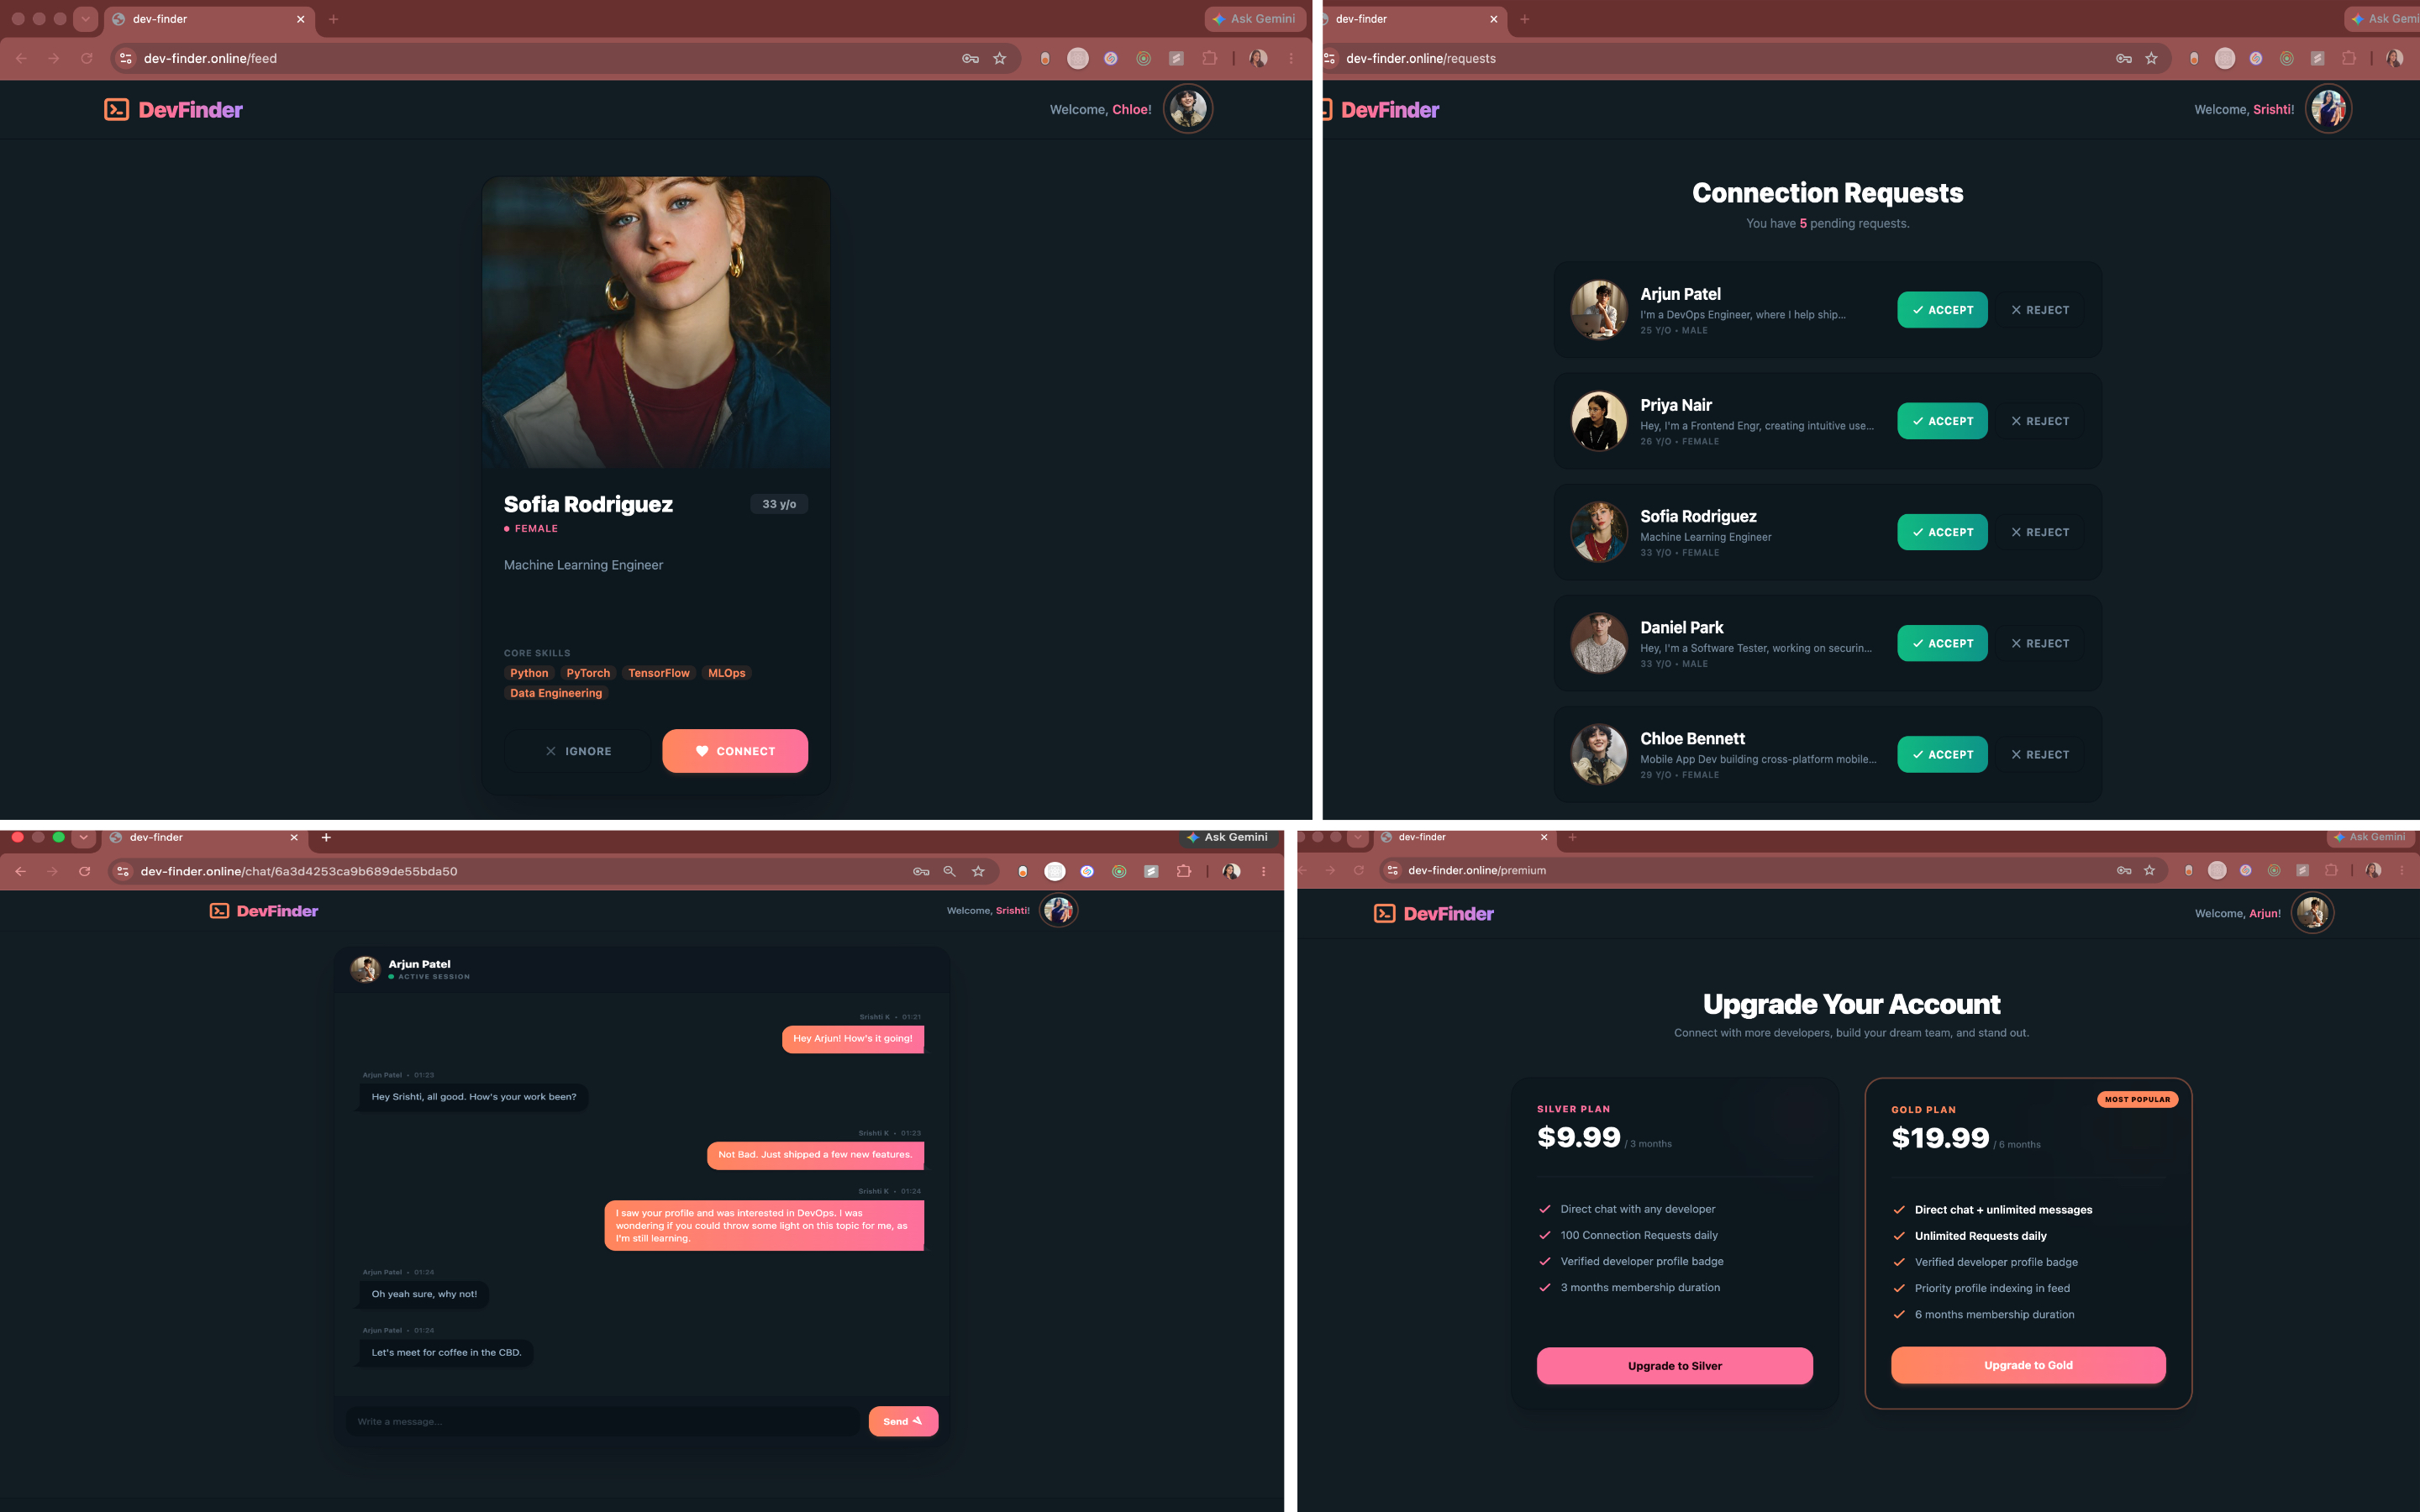 dev-finder
Ask Gemini
dev-finder.online/feed
DevFinder
Welcome, Chloe!
Sofia Rodriguez
33 y/o
FEMALE
Machine Learning Engineer
CORE SKILLS
Python PyTorch TensorFlow MLOps
Data Engineering
IGNORE
CONNECT
dev-finder
Ask Gemi
dev-finder.online/requests
DevFinder
Welcome, Srishti!
Connection Requests
You have 5 pending requests.
Arjun Patel
I'm a DevOps Engineer, where I help ship...
25 Y/O • MALE
ACCEPT
REJECT
Priya Nair
Hey, I'm a Frontend Engr, creating intuitive use...
26 Y/O • FEMALE
ACCEPT
REJECT
Sofia Rodriguez
Machine Learning Engineer
33 Y/O • FEMALE
ACCEPT
REJECT
Daniel Park
Hey, I'm a Software Tester, working on securin...
33 Y/O • MALE
ACCEPT
REJECT
Chloe Bennett
Mobile App Dev building cross-platform mobile...
29 Y/O • FEMALE
ACCEPT
REJECT
dev-finder
Ask Gemini
dev-finder.online/chat/6a3d4253ca9b689de55bda50
DevFinder
Welcome, Srishti!
Arjun Patel
ACTIVE SESSION
Srishti K • 01:21
Hey Arjun! How's it going!
Arjun Patel • 01:23
Hey Srishti, all good. How's your work been?
Srishti K • 01:23
Not Bad. Just shipped a few new features.
Srishti K • 01:24
I saw your profile and was interested in DevOps. I was
wondering if you could throw some light on this topic for me, as
I'm still learning.
Arjun Patel • 01:24
Oh yeah sure, why not!
Arjun Patel • 01:24
Let's meet for coffee in the CBD.
Write a message...
Send
dev-finder
Ask Gemini
dev-finder.online/premium
DevFinder
Welcome, Arjun!
Upgrade Your Account
Connect with more developers, build your dream team, and stand out.
SILVER PLAN
$9.99 / 3 months
Direct chat with any developer
100 Connection Requests daily
Verified developer profile badge
3 months membership duration
Upgrade to Silver
MOST POPULAR
GOLD PLAN
$19.99 / 6 months
Direct chat + unlimited messages
Unlimited Requests daily
Verified developer profile badge
Priority profile indexing in feed
6 months membership duration
Upgrade to Gold